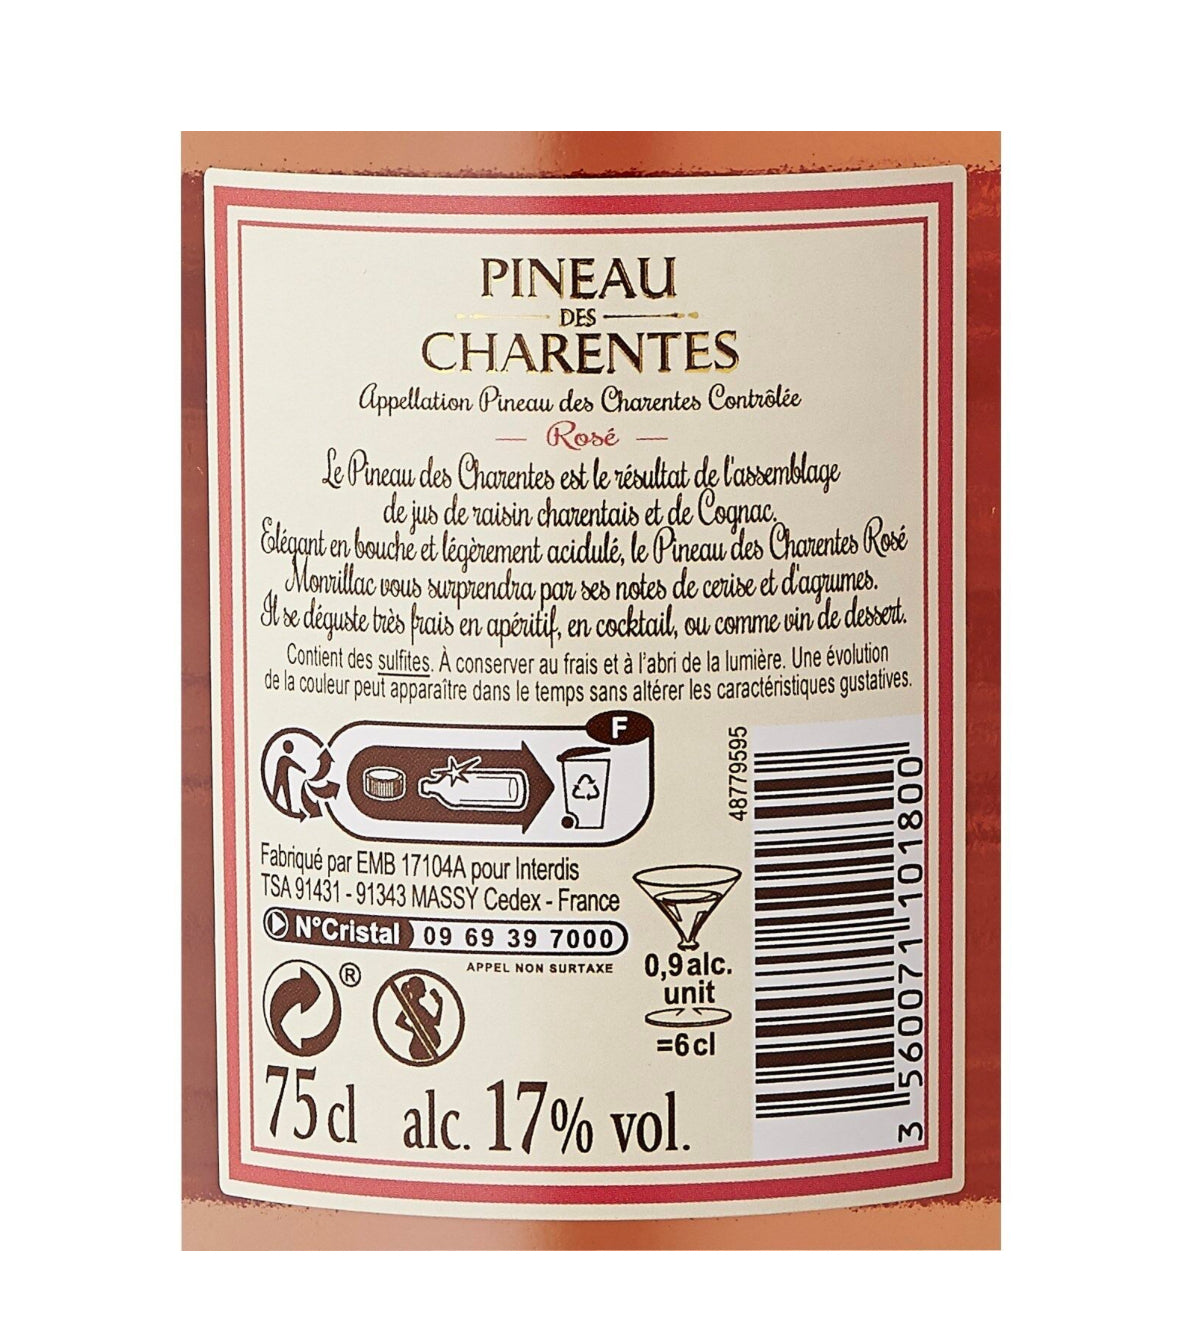 PINEAU
DES
CHARENTES
Appellation Pineau des Charentes Contrôlée
Rosé
Le Pineau des Charentes est le résultat de l'assemblage
de jus de raisin charentais et de Cognac.
Elégant en bouche et légèrement acidulé, le Pineau des Charentes Rosé
Monrillac vous surprendra par ses notes de cerise et d'agrumes.
Il se déguste très frais en apéritif, en cocktail, ou comme vin de dessert.
Contient des sulfites. À conserver au frais et à l'abri de la lumière. Une évolution
de la couleur peut apparaître dans le temps sans altérer les caractéristiques gustatives.
F
48779595
Fabriqué par EMB 17104A pour Interdis
TSA 91431 - 91343 MASSY Cedex - France
N°Cristal 09 69 39 7000
APPEL NON SURTAXE
®
0,9 alc.
unit
=6 cl
75 cl alc. 17% vol.
3 560071 101800